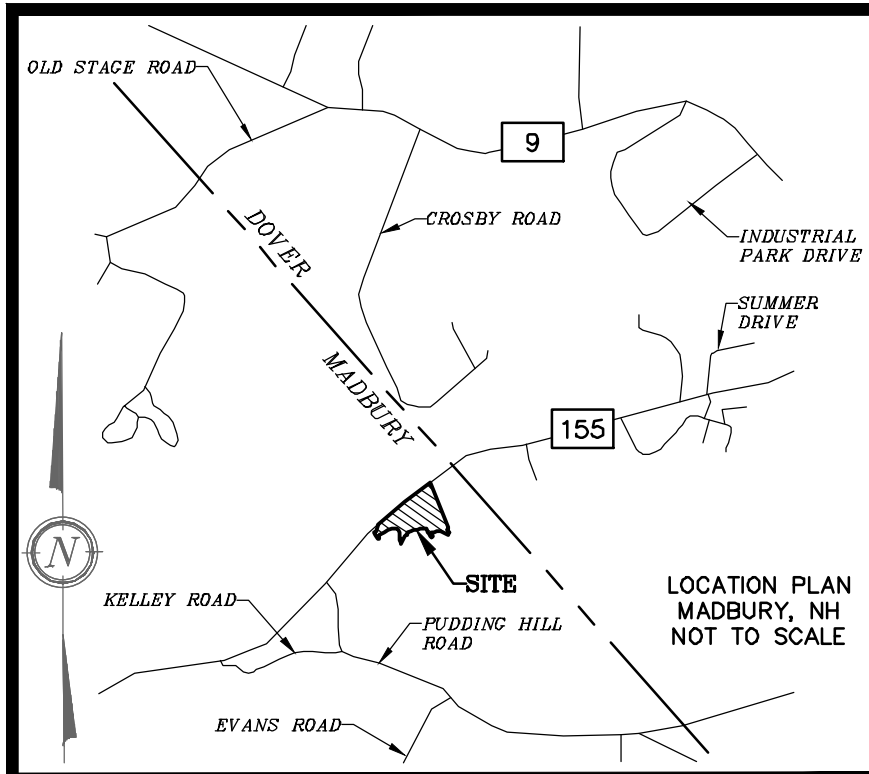 OLD STAGE ROAD
9
DOVER
CROSBY ROAD
INDUSTRIAL
PARK DRIVE
SUMMER
DRIVE
MADBURY
155
N
SITE
KELLEY ROAD
PUDDING HILL
ROAD
LOCATION PLAN
MADBURY, NH
NOT TO SCALE
EVANS ROAD